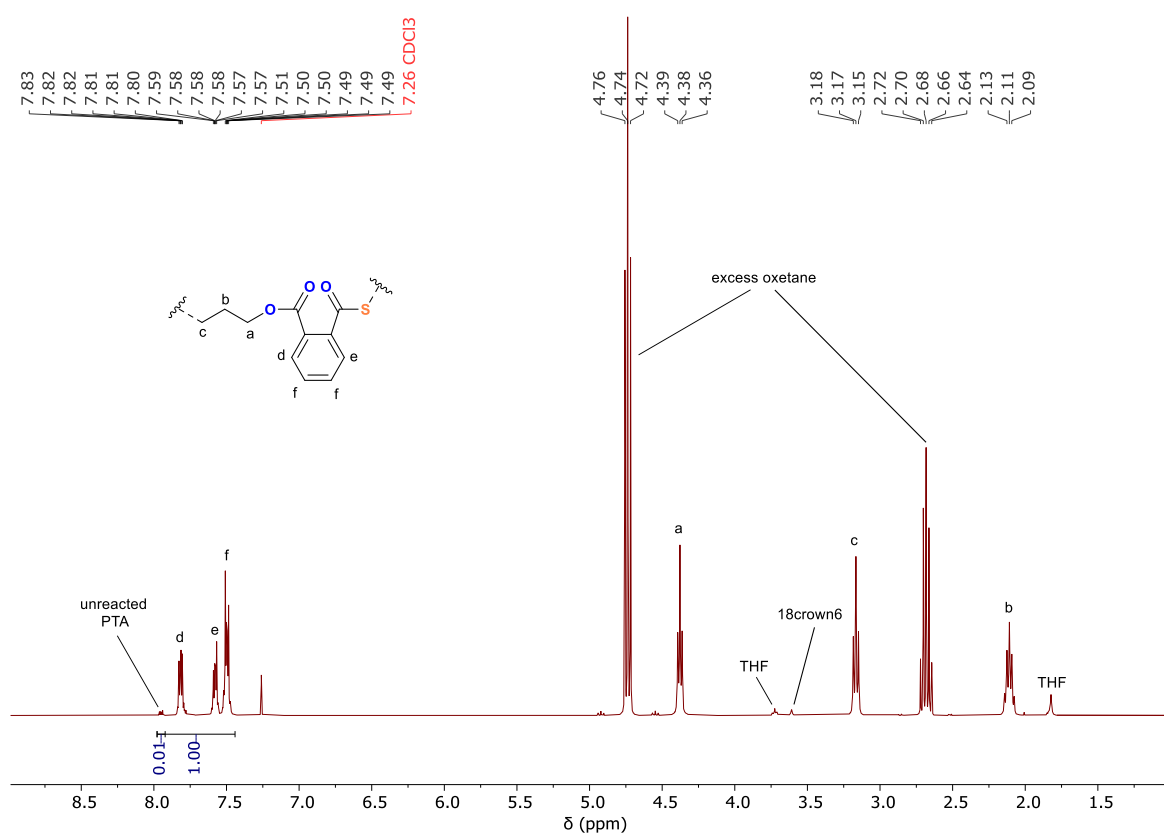 7.83
7.82
7.82
7.81
7.81
7.80
7.59
7.58
7.58
7.58
7.57
7.57
7.51
7.50
7.50
7.49
7.49
7.49
7.26 CDCl3
4.76
4.74
4.72
4.39
4.38
4.36
3.18
3.17
3.15
2.72
2.70
2.68
2.66
2.64
2.13
2.11
2.09
excess oxetane
b
O
O
O
S
c
a
d
e
f
f
unreacted
PTA
d
e
f
a
THF
18crown6
c
b
THF
0.01
1.00
8.5
8.0
7.5
7.0
6.5
6.0
5.5
5.0
4.5
4.0
3.5
3.0
2.5
2.0
1.5
δ (ppm)